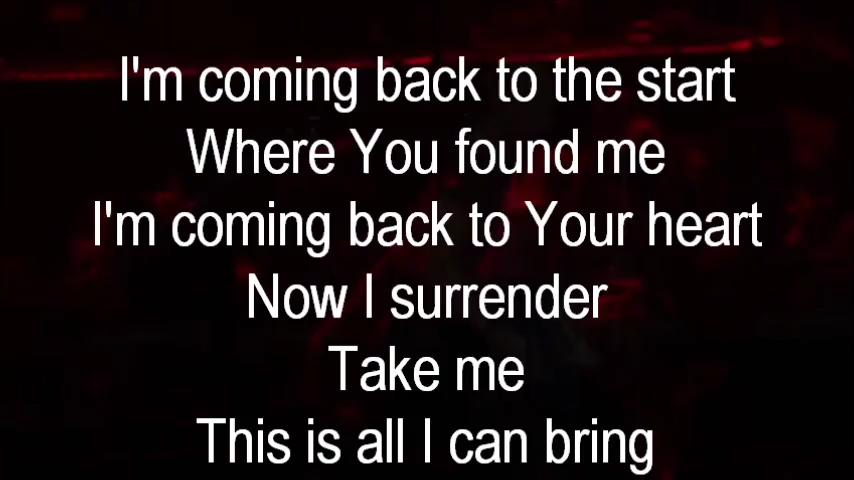 I'm coming back to the start
Where You found me
I'm coming back to Your heart
Now I surrender
Take me
This is all I can bring